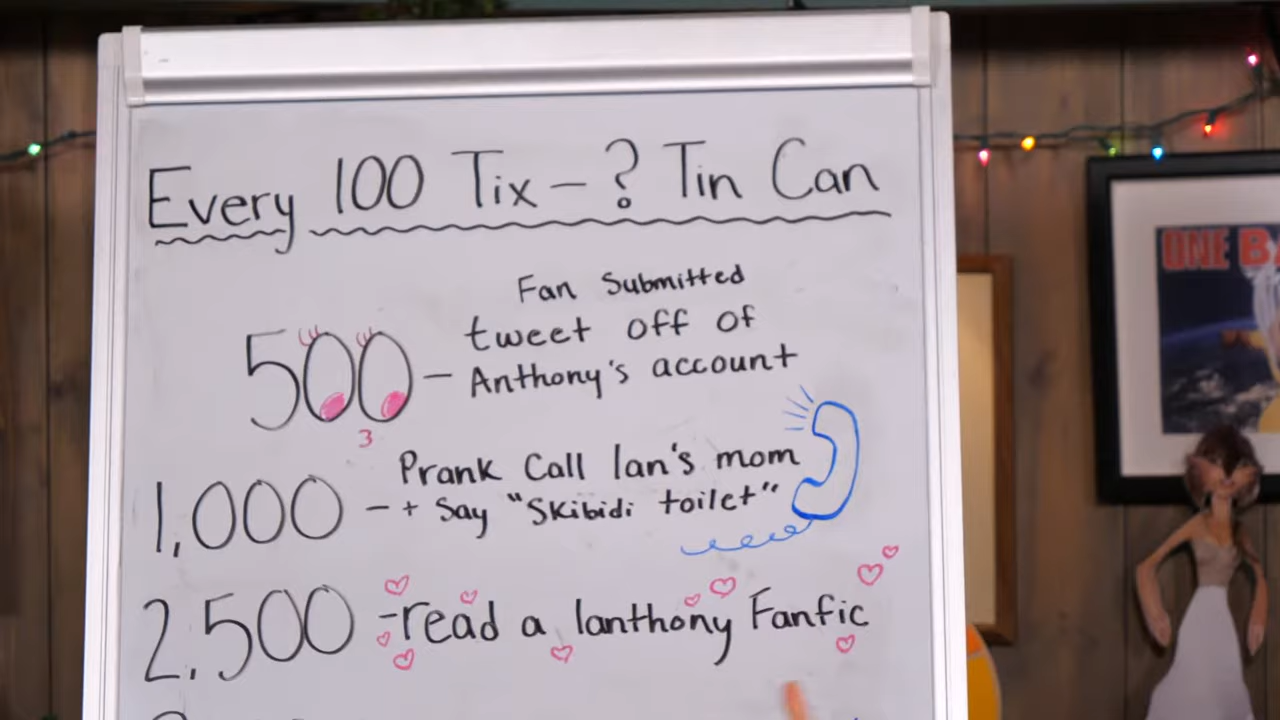 Every 100 Tix - ? Tin Can
Fan Submitted
tweet off of
500 - Anthony's account
Prank Call Ian's mom
1,000 - + Say "Skibidi toilet"
2,500 - read a Ianthony Fanfic
ONE